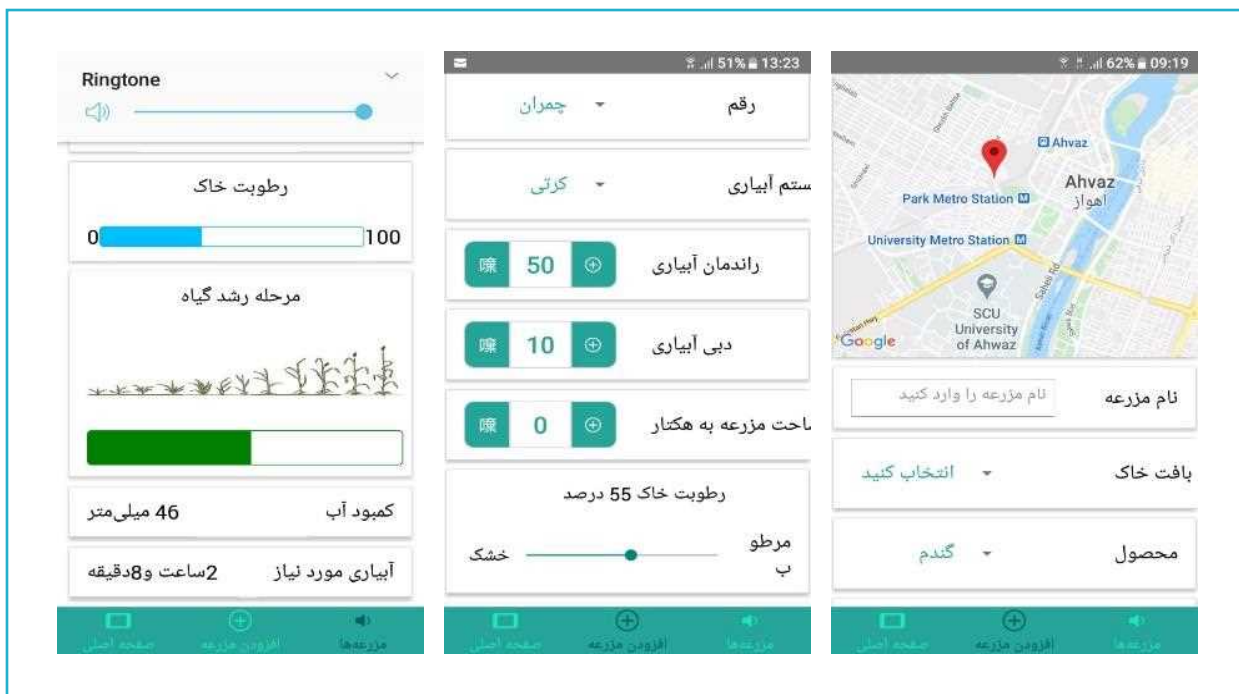 Ringtone
رطوبت خاک
0 100
مرحله رشد گیاه
کمبود آب 46 میلی‌متر
آبیاری مورد نیاز 2ساعت و8دقیقه
مزرعه‌ها افزودن مزرعه صفحه اصلی
51% 13:23
رقم چمران
ستم آبیاری کرتی
راندمان آبیاری 50
دبی آبیاری 10
احت مزرعه به هکتار 0
رطوبت خاک 55 درصد
مرطو
ب
خشک
مزرعه‌ها افزودن مزرعه صفحه اصلی
62% 09:19
Ahvaz
Ahvaz
اهواز
Park Metro Station
University Metro Station
Saheli Rd
SCU
University
of Ahwaz
Google
نام مزرعه نام مزرعه را وارد کنید
بافت خاک انتخاب کنید
محصول گندم
مزرعه‌ها افزودن مزرعه صفحه اصلی